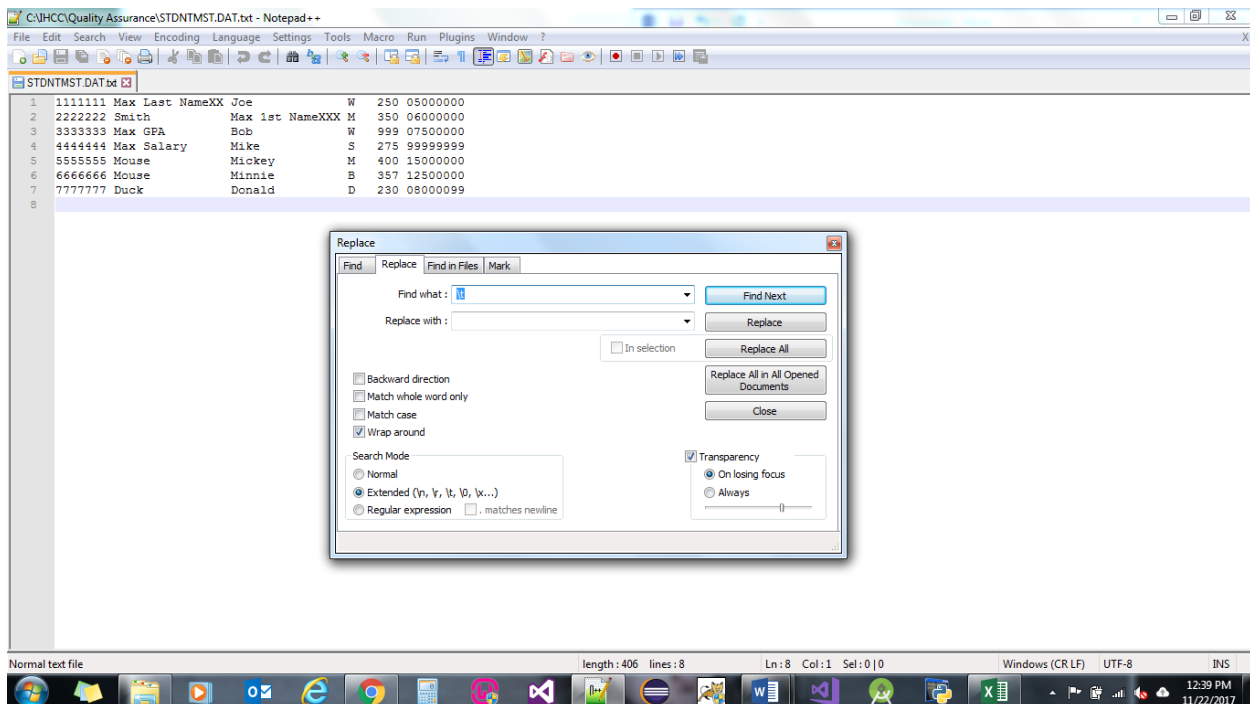 C:\IHCC\Quality Assurance\STDNTMST.DAT.txt - Notepad++
File Edit Search View Encoding Language Settings Tools Macro Run Plugins Window ? X
STDNTMST.DAT.txt
1 1111111 Max Last NameXX Joe W 250 05000000
2 2222222 Smith Max 1st NameXXX M 350 06000000
3 3333333 Max GPA Bob W 999 07500000
4 4444444 Max Salary Mike S 275 99999999
5 5555555 Mouse Mickey M 400 15000000
6 6666666 Mouse Minnie B 357 12500000
7 7777777 Duck Donald D 230 08000099
8
Replace
Find Replace Find in Files Mark
Find what : \t Find Next
Replace with : Replace
In selection Replace All
Replace All in All Opened
Documents
Close
Backward direction
Match whole word only
Match case
Wrap around
Search Mode
Normal
Extended (\n, \r, \t, \0, \x...)
Regular expression . matches newline
Transparency
On losing focus
Always
Normal text file length : 406 lines : 8 Ln : 8 Col : 1 Sel : 0 | 0 Windows (CR LF) UTF-8 INS
12:39 PM
11/22/2017